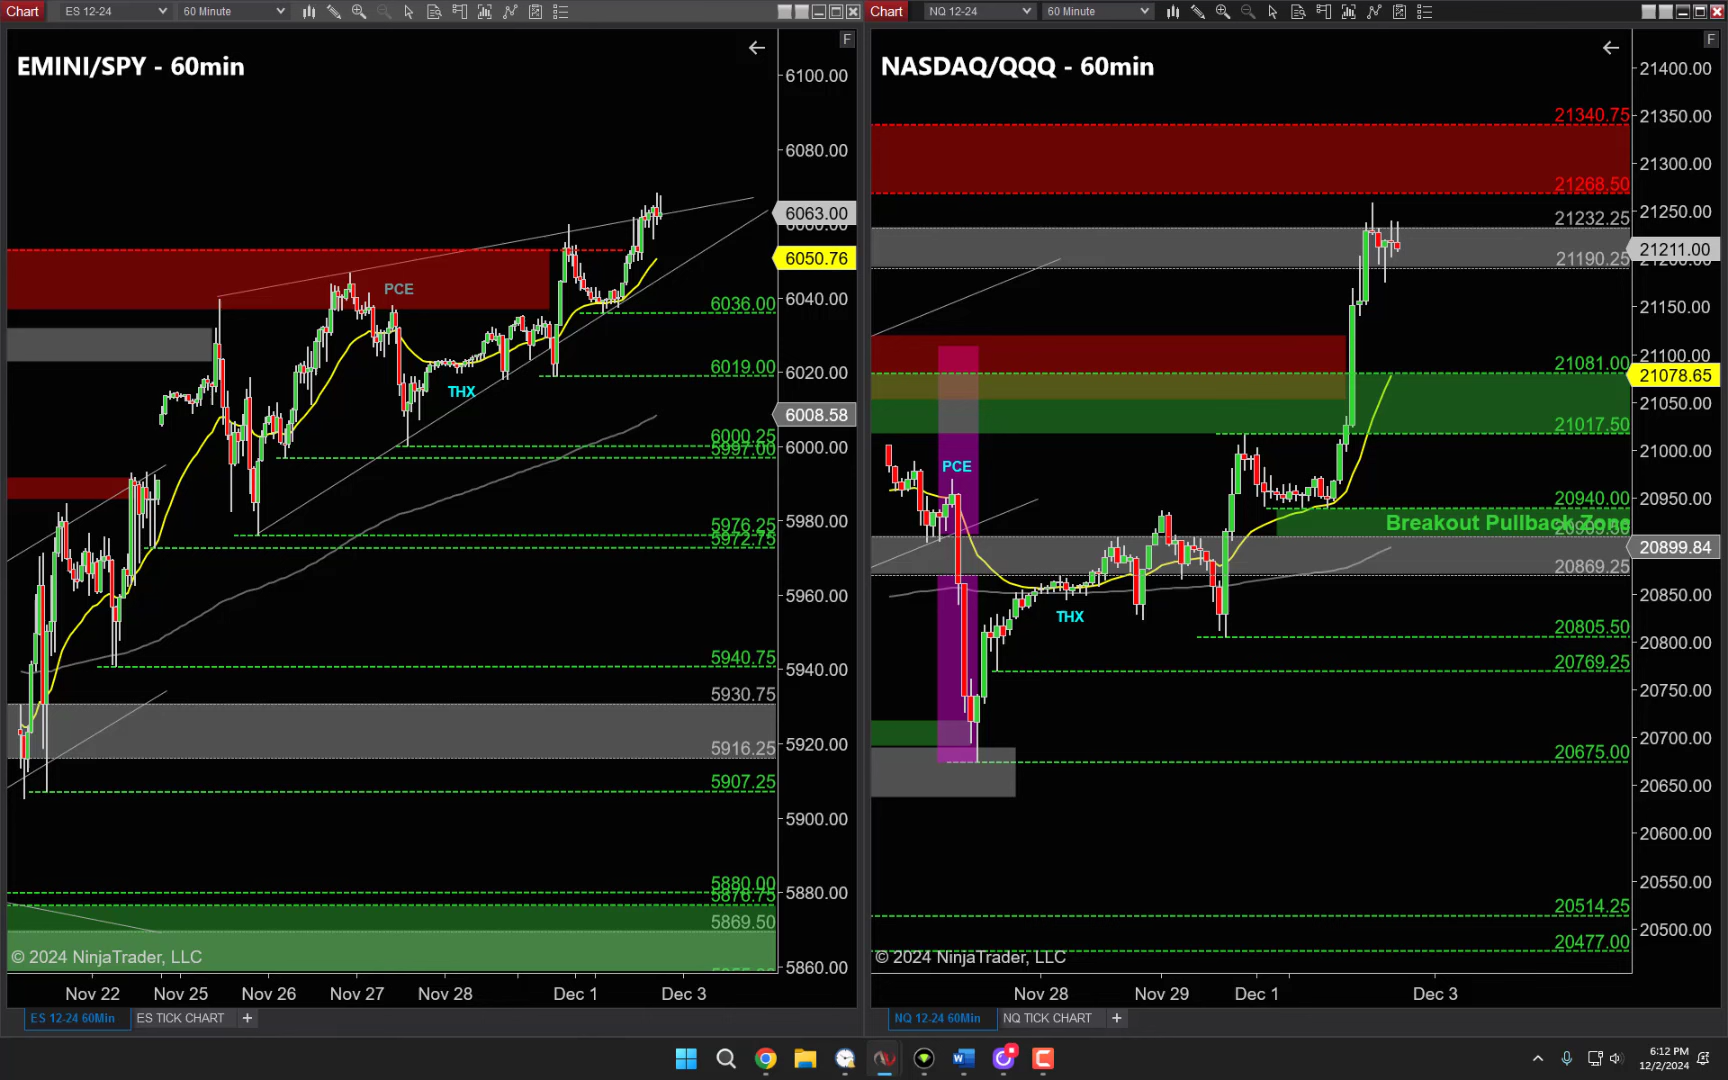 Chart
ES 12-24
60 Minute
F
EMINI/SPY - 60min
6100.00
6080.00
6063.00
6050.76
PCE
6040.00
6036.00
6020.00
6019.00
THX
6008.58
6000.25
6000.00
5997.00
5980.00
5976.25
5972.75
5960.00
5940.75
5940.00
5930.75
5920.00
5916.25
5907.25
5900.00
5880.00
5880.00
5876.75
5869.50
5860.00
© 2024 NinjaTrader, LLC
Nov 22
Nov 25
Nov 26
Nov 27
Nov 28
Dec 1
Dec 3
ES 12-24 60Min
ES TICK CHART
+
Chart
NQ 12-24
60 Minute
F
NASDAQ/QQQ - 60min
21400.00
21350.00
21340.75
21300.00
21268.50
21250.00
21232.25
21211.00
21190.25
21150.00
21100.00
21081.00
21078.65
21050.00
21017.50
21000.00
PCE
20950.00
20940.00
Breakout Pullback Zone
20899.84
20869.25
20850.00
THX
20805.50
20800.00
20769.25
20750.00
20700.00
20675.00
20650.00
20600.00
20550.00
20514.25
20500.00
20477.00
© 2024 NinjaTrader, LLC
Nov 28
Nov 29
Dec 1
Dec 3
NQ 12-24 60Min
NQ TICK CHART
+
6:12 PM
12/2/2024